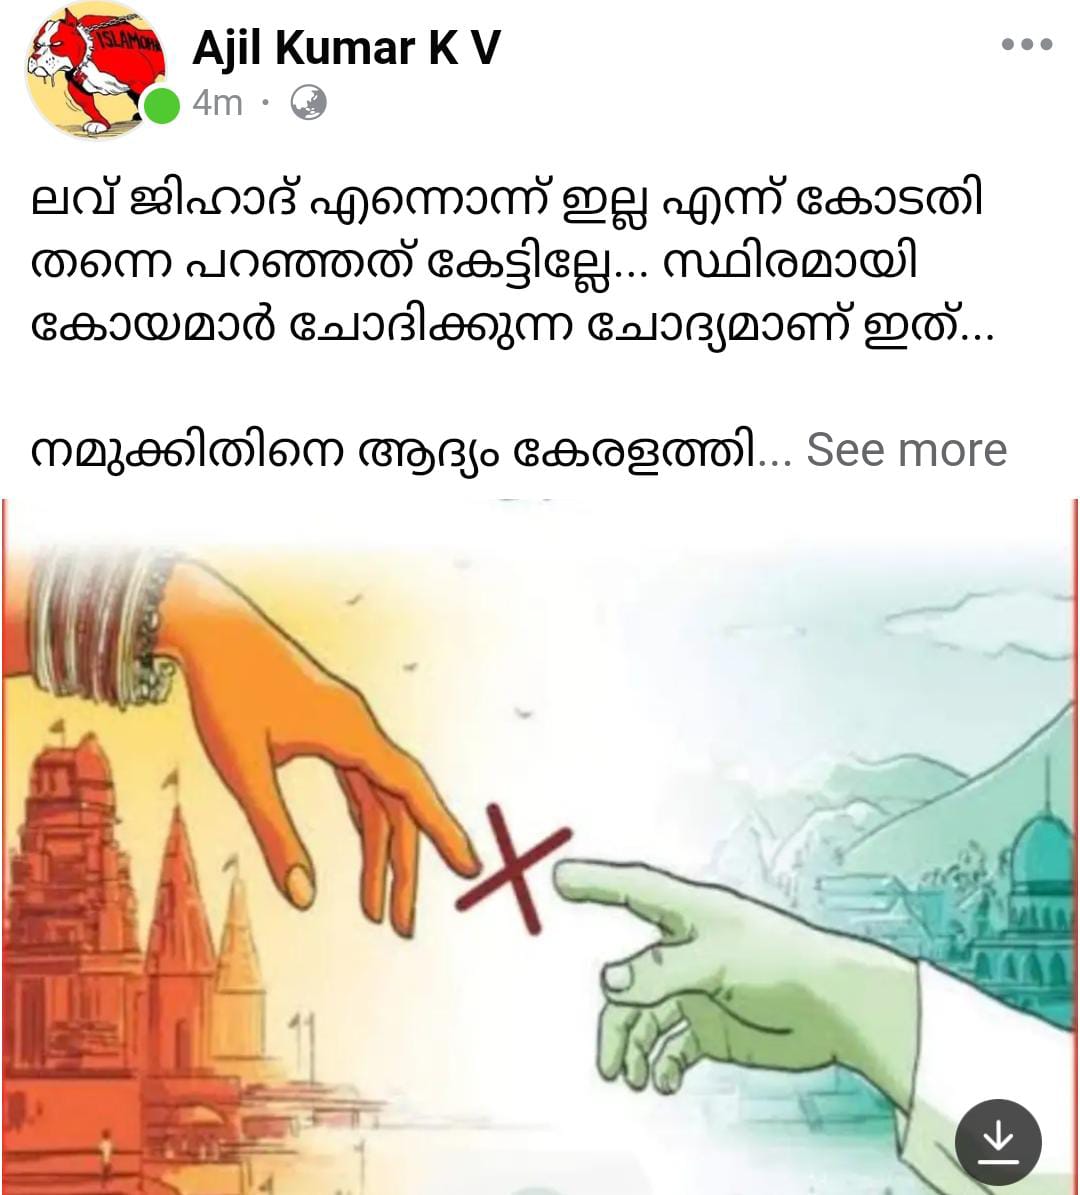 Ajil Kumar K V
4m
ലവ് ജിഹാദ് എന്നൊന്ന് ഇല്ല എന്ന് കോടതി
തന്നെ പറഞ്ഞത് കേട്ടില്ലേ... സ്ഥിരമായി
കോയമാർ ചോദിക്കുന്ന ചോദ്യമാണ് ഇത്...
നമുക്കിതിനെ ആദ്യം കേരളത്തി... See more